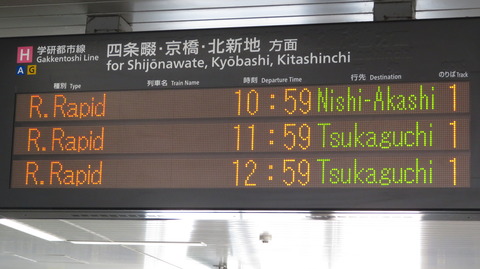 H 学研都市線 四条畷・京橋・北新地 方面
A G Gakkentoshi Line for Shijōnawate, Kyōbashi, Kitashinchi
種別 Type 列車名 Train Name 時刻 Departure Time 行先 Destination のりば Track
R. Rapid 10:59 Nishi-Akashi 1
R. Rapid 11:59 Tsukaguchi 1
R. Rapid 12:59 Tsukaguchi 1